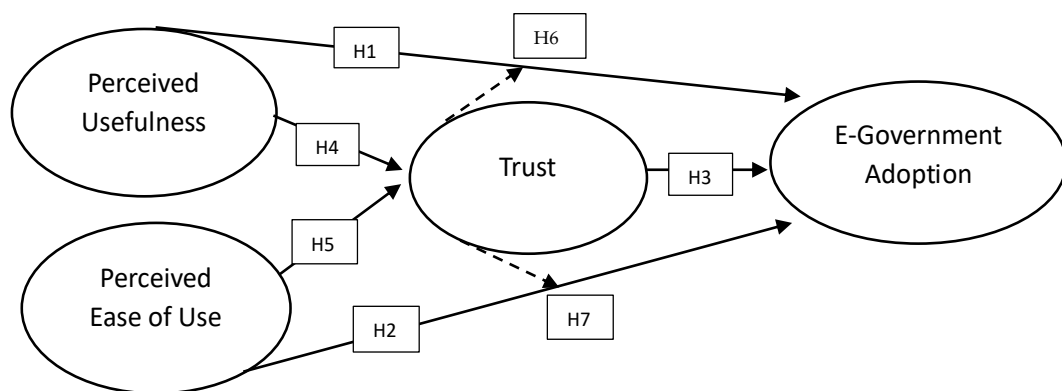 H6
H1
Perceived
Usefulness
H4
Trust
H3
E-Government
Adoption
H5
Perceived
Ease of Use
H2
H7